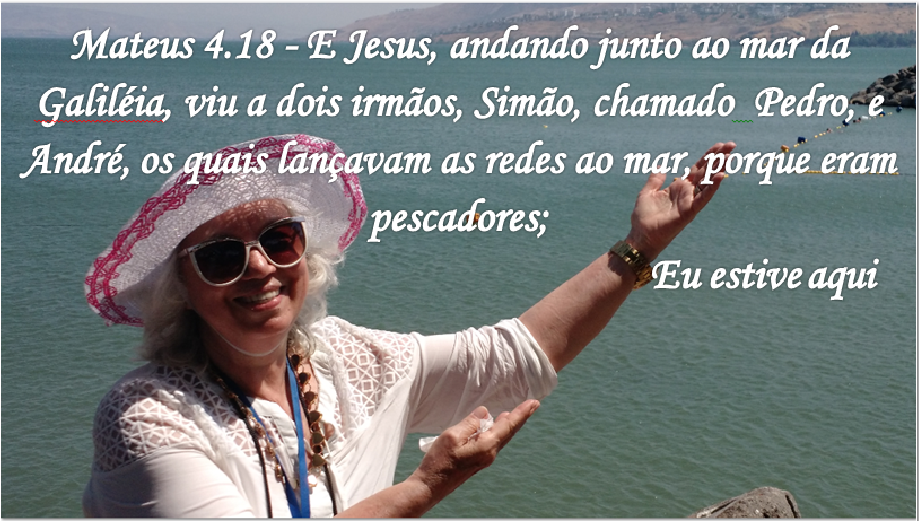 Mateus 4.18 - E Jesus, andando junto ao mar da
Galiléia, viu a dois irmãos, Simão, chamado  Pedro, e
André, os quais lançavam as redes ao mar, porque eram
pescadores;
Eu estive aqui